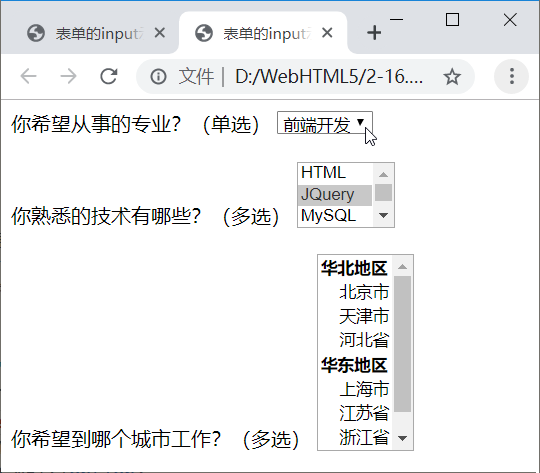 表单的input元
表单的input元
文件 | D:/WebHTML5/2-16....
你希望从事的专业？（单选） 前端开发
HTML
JQuery
你熟悉的技术有哪些？（多选） MySQL
华北地区
北京市
天津市
河北省
华东地区
上海市
江苏省
你希望到哪个城市工作？（多选） 浙江省